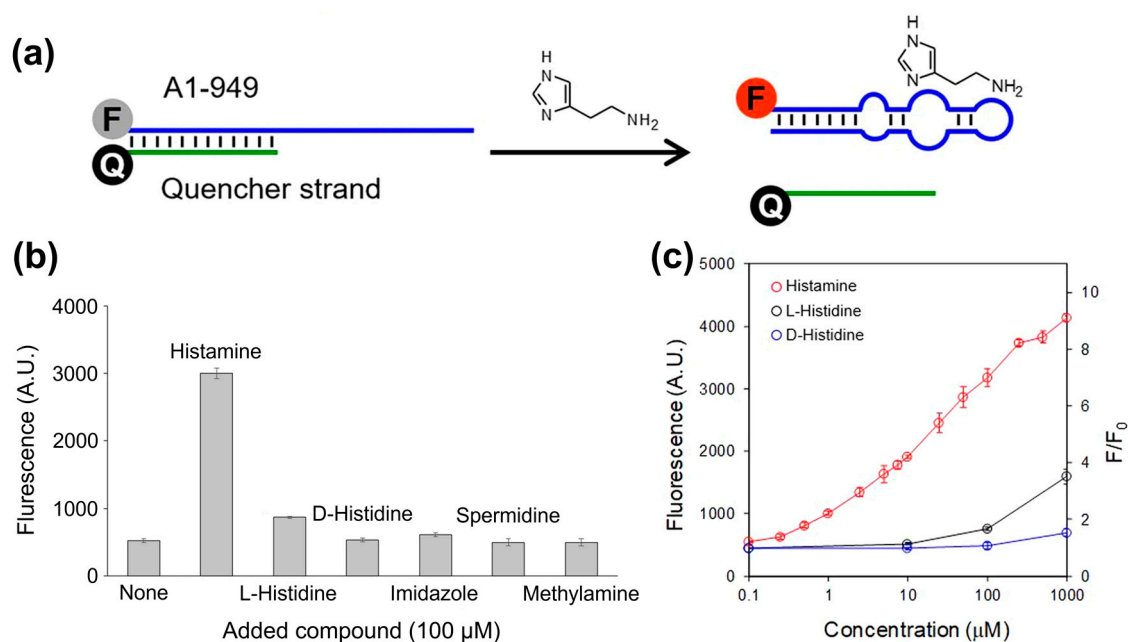 (a)
A1-949
F
Q
Quencher strand
H
N
N
NH2
H
N
N
NH2
F
Q
(b)
Flurescence (A.U.)
4000
3000
2000
1000
0
Histamine
D-Histidine
Spermidine
None
L-Histidine
Imidazole
Methylamine
Added compound (100 µM)
(c)
Fluorescence (A.U.)
5000
4000
3000
2000
1000
0
Histamine
L-Histidine
D-Histidine
10
8
6
4
2
0
F/F0
0.1
1
10
100
1000
Concentration (µM)